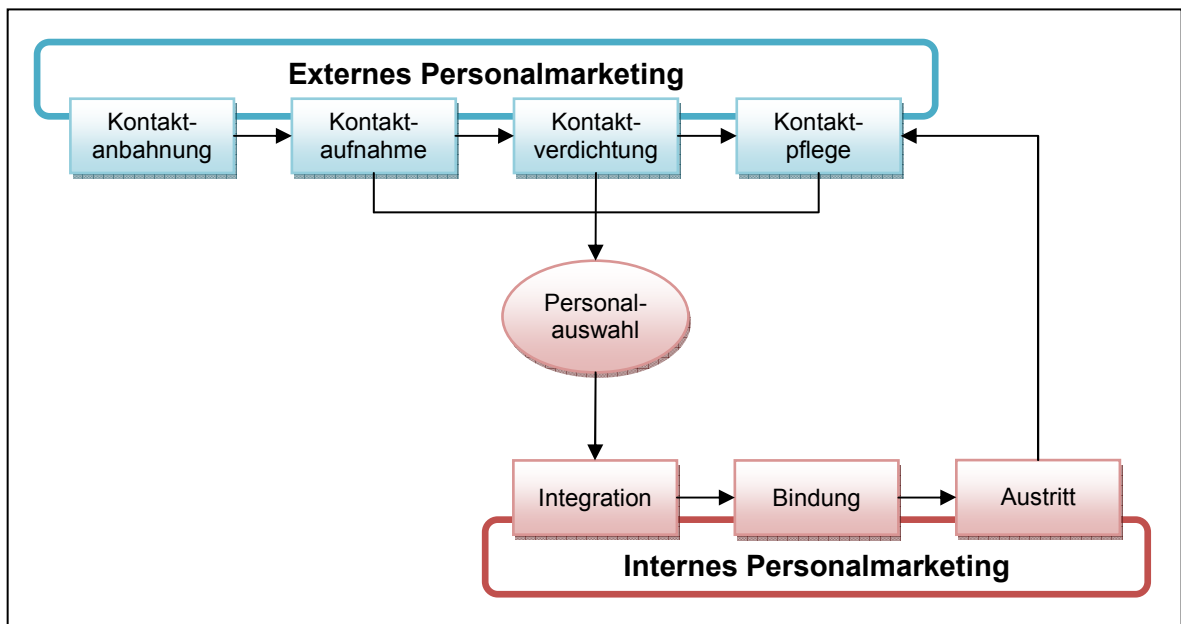 Externes Personalmarketing
Kontakt-
anbahnung
Kontakt-
aufnahme
Kontakt-
verdichtung
Kontakt-
pflege
Personal-
auswahl
Integration
Bindung
Austritt
Internes Personalmarketing